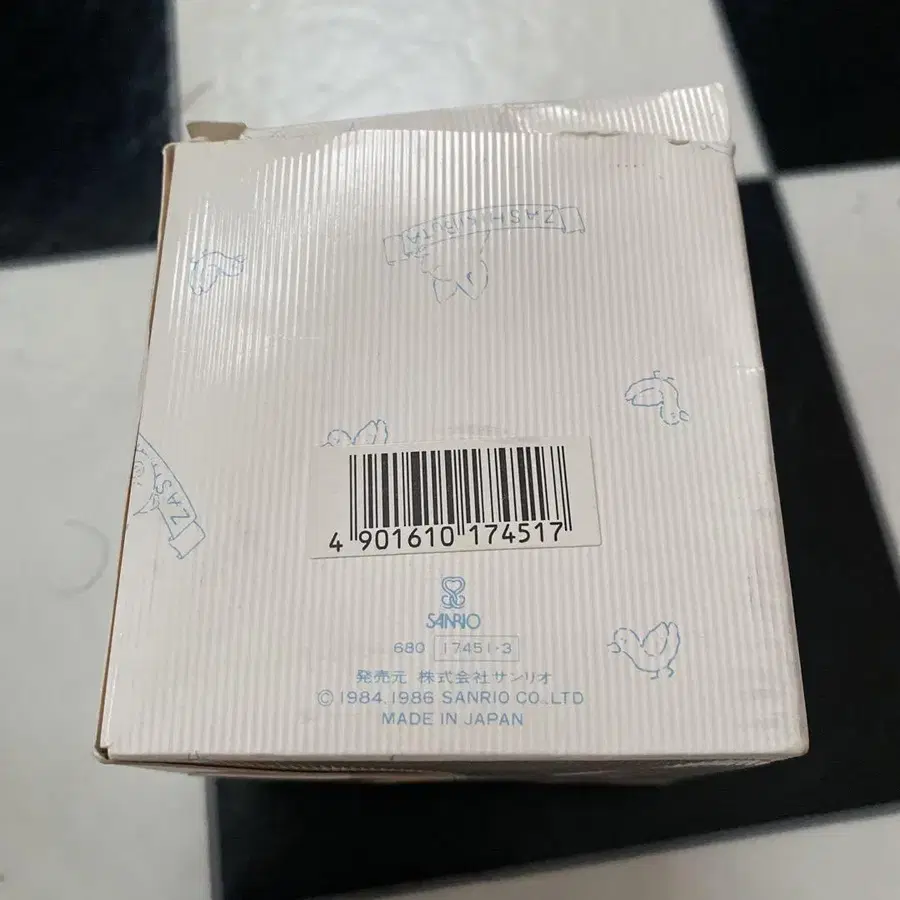 ZASHIKIBUTA
ZAST
4 901610 174517
SANRIO
680 17451-3
発売元 株式会社サンリオ
© 1984, 1986 SANRIO CO., LTD
MADE IN JAPAN